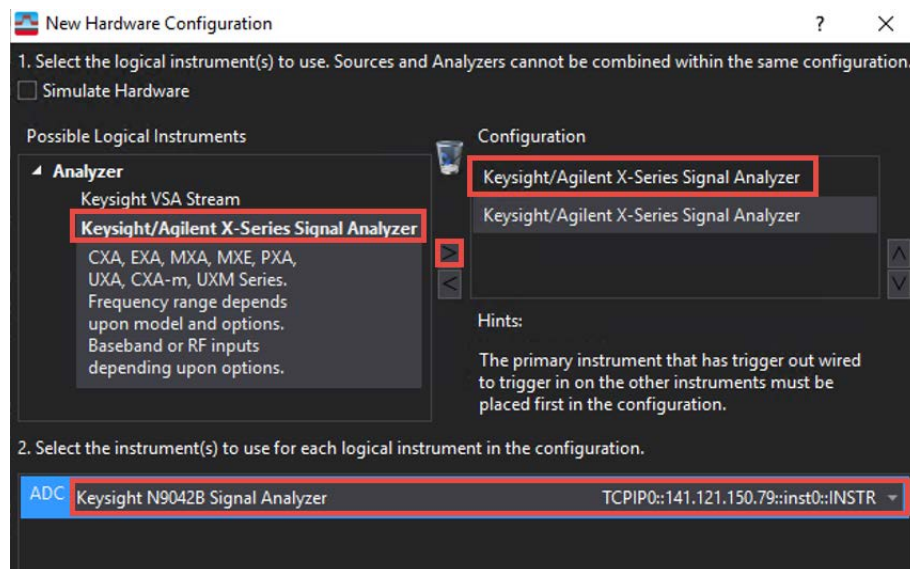 New Hardware Configuration
? ×
1. Select the logical instrument(s) to use. Sources and Analyzers cannot be combined within the same configuration.
Simulate Hardware
Possible Logical Instruments
Analyzer
Keysight VSA Stream
Keysight/Agilent X-Series Signal Analyzer
CXA, EXA, MXA, MXE, PXA,
UXA, CXA-m, UXM Series.
Frequency range depends
upon model and options.
Baseband or RF inputs
depending upon options.
>
<
Configuration
Keysight/Agilent X-Series Signal Analyzer
Keysight/Agilent X-Series Signal Analyzer
Hints:
The primary instrument that has trigger out wired
to trigger in on the other instruments must be
placed first in the configuration.
2. Select the instrument(s) to use for each logical instrument in the configuration.
ADC Keysight N9042B Signal Analyzer TCPIP0::141.121.150.79::inst0::INSTR